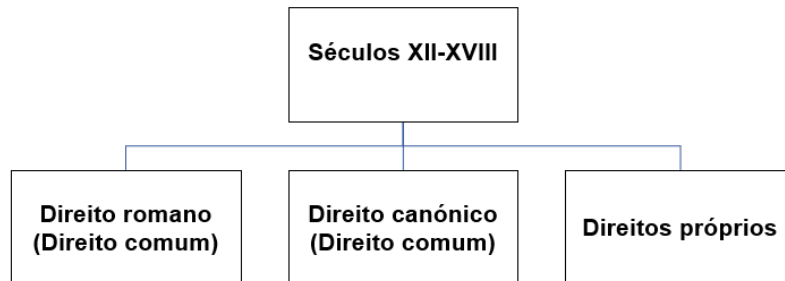 Séculos XII-XVIII
Direito romano
(Direito comum)
Direito canónico
(Direito comum)
Direitos próprios